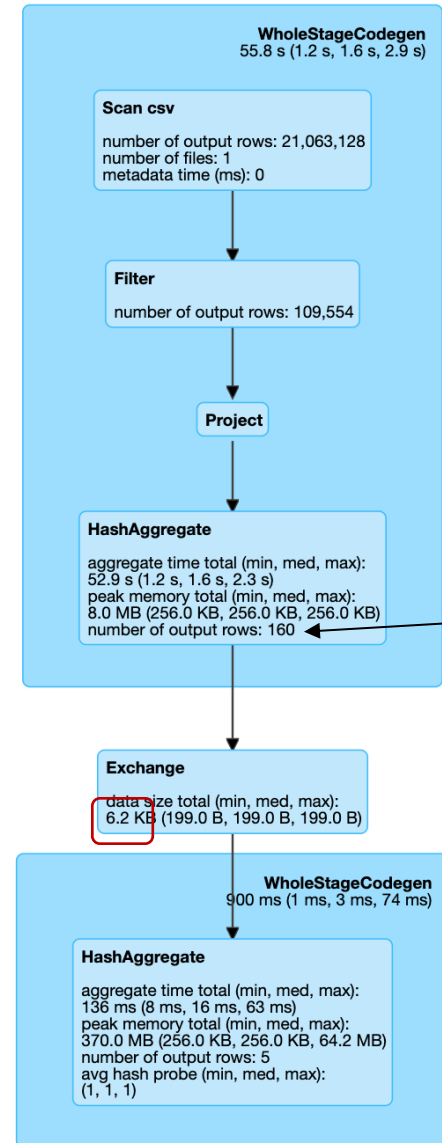 WholeStageCodegen
55.8 s (1.2 s, 1.6 s, 2.9 s)
Scan csv
number of output rows: 21,063,128
number of files: 1
metadata time (ms): 0
Filter
number of output rows: 109,554
Project
HashAggregate
aggregate time total (min, med, max):
52.9 s (1.2 s, 1.6 s, 2.3 s)
peak memory total (min, med, max):
8.0 MB (256.0 KB, 256.0 KB, 256.0 KB)
number of output rows: 160
Exchange
data size total (min, med, max):
6.2 KB (199.0 B, 199.0 B, 199.0 B)
WholeStageCodegen
900 ms (1 ms, 3 ms, 74 ms)
HashAggregate
aggregate time total (min, med, max):
136 ms (8 ms, 16 ms, 63 ms)
peak memory total (min, med, max):
370.0 MB (256.0 KB, 256.0 KB, 64.2 MB)
number of output rows: 5
avg hash probe (min, med, max):
(1, 1, 1)